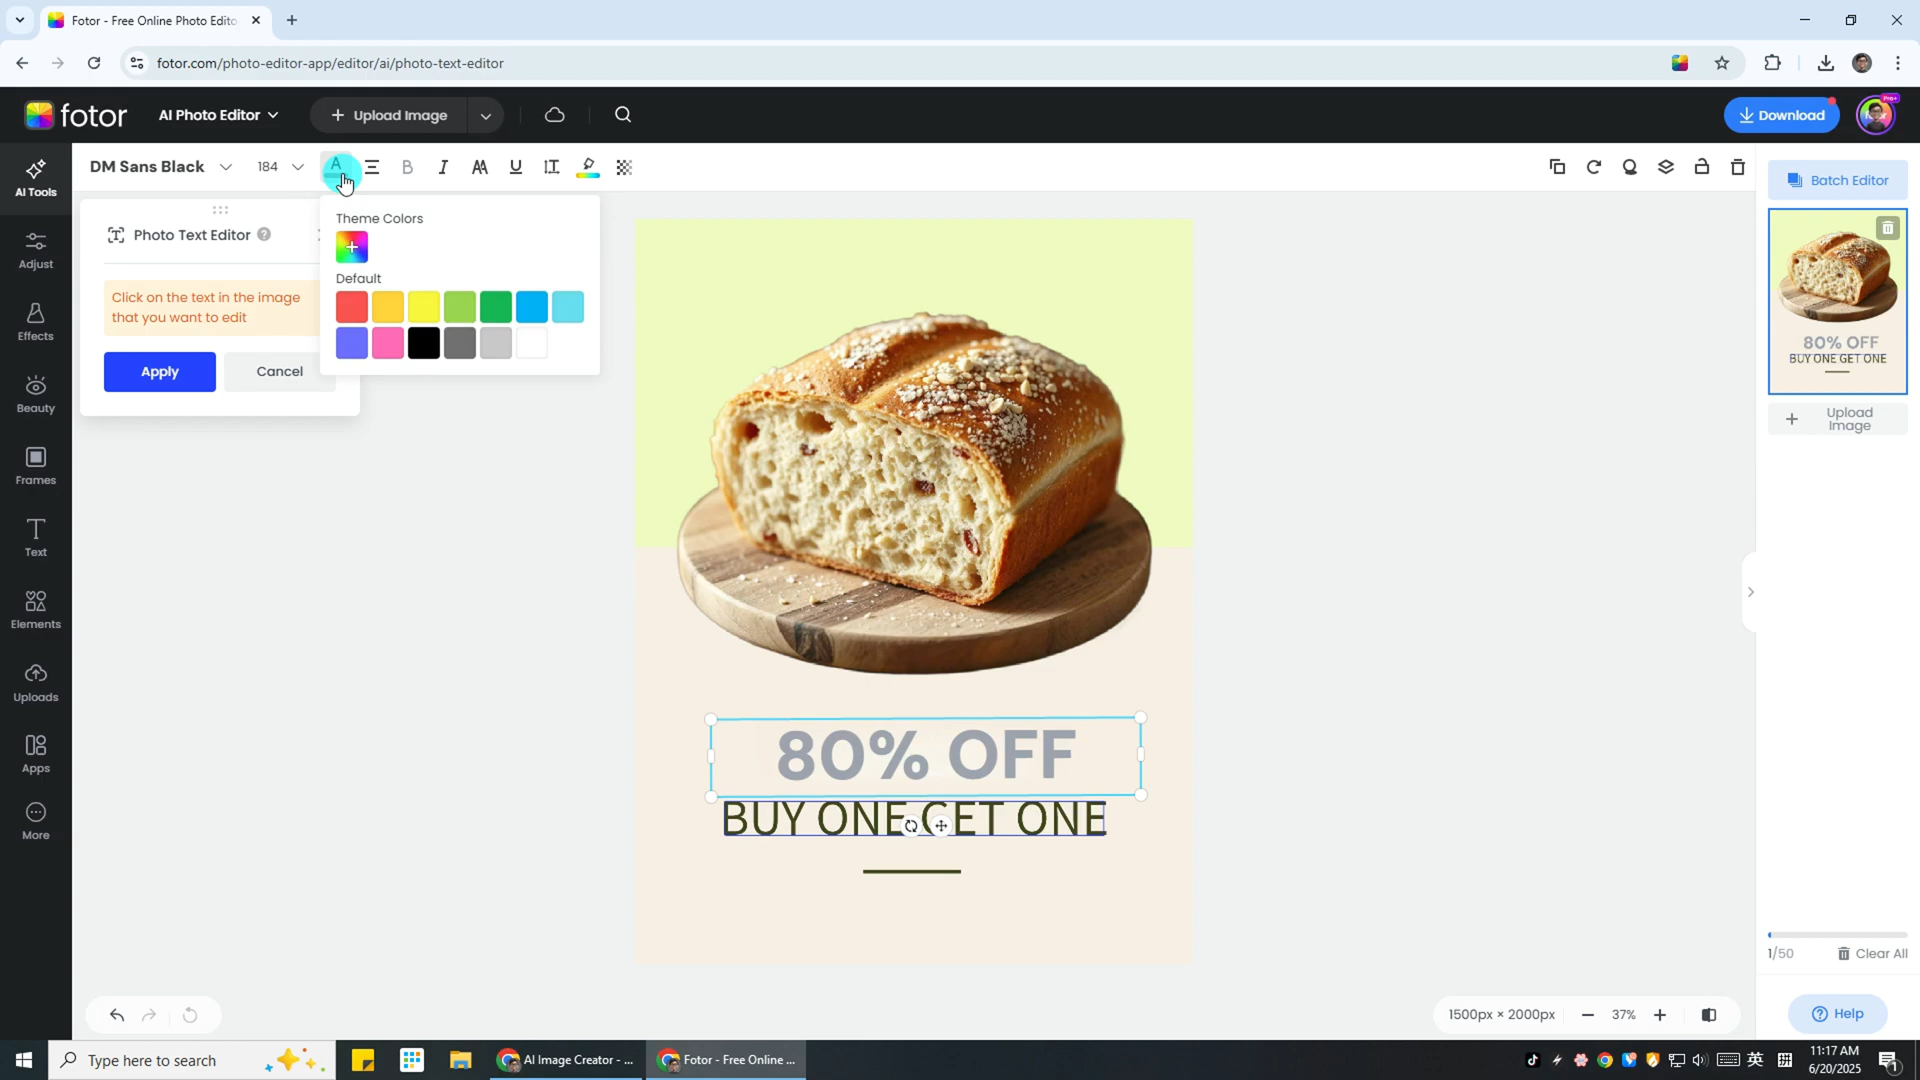 Fotor - Free Online Photo Edito
fotor.com/photo-editor-app/editor/ai/photo-text-editor
fotor
AI Photo Editor
Upload Image
Download
DM Sans Black
184
A
B
I
AA
U
AI Tools
Adjust
Effects
Beauty
Frames
Text
Elements
Uploads
Apps
More
Photo Text Editor
Click on the text in the image
that you want to edit
Apply
Cancel
Theme Colors
Default
80% OFF
BUY ONE GET ONE
Batch Editor
80% OFF
BUY ONE GET ONE
Upload
Image
1/50
Clear All
1500px × 2000px
37%
Help
Type here to search
AI Image Creator - ...
Fotor - Free Online ...
英
拼
11:17 AM
6/20/2025
1